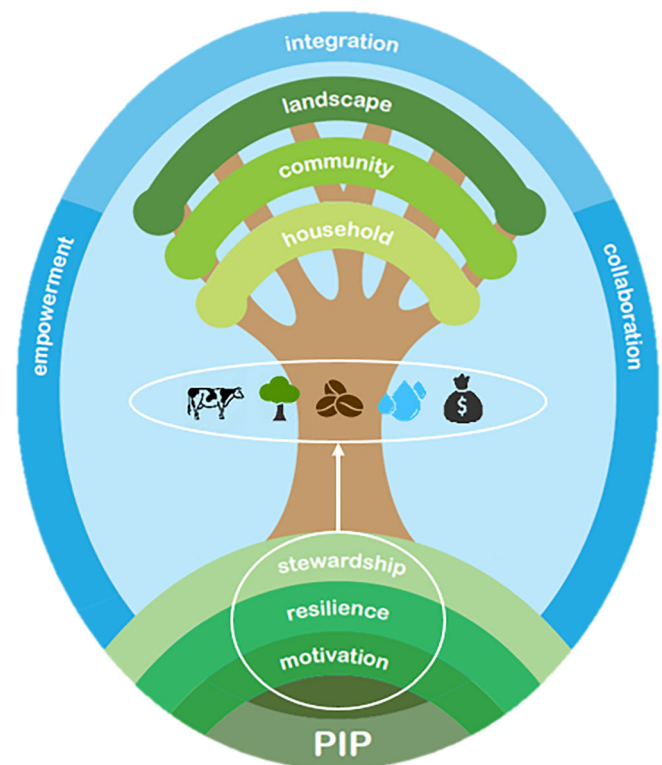 integration
landscape
community
household
empowerment
collaboration
$
stewardship
resilience
motivation
PIP